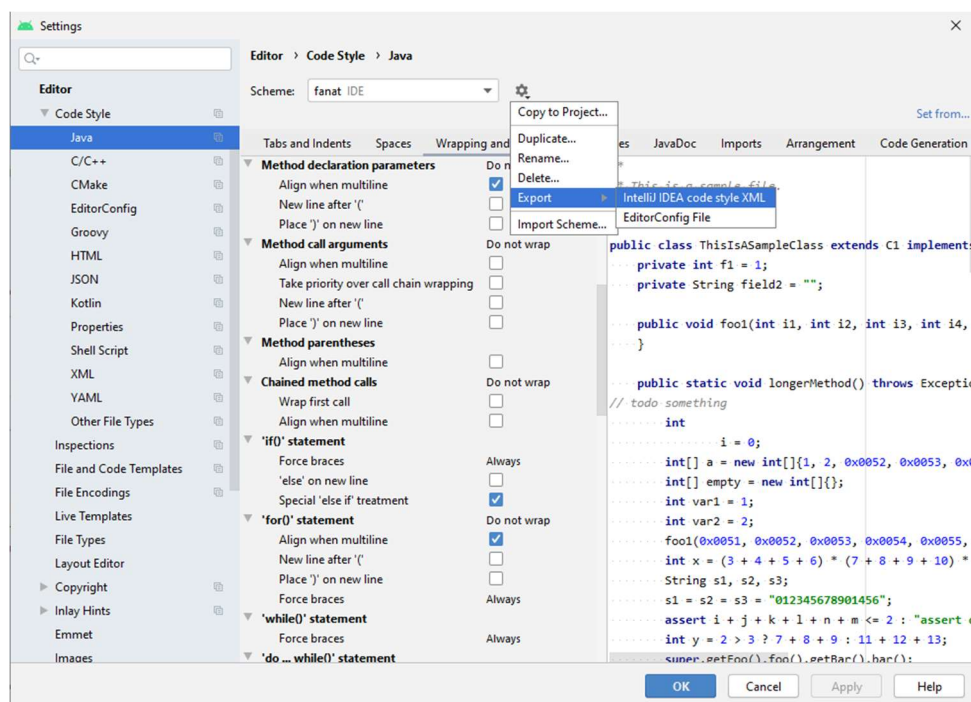 Settings
Editor › Code Style › Java
Editor
Scheme: fanat IDE
Copy to Project...
Duplicate...
Rename...
Delete...
Export
Import Scheme...
IntelliJ IDEA code style XML
EditorConfig File
Set from...
Code Style
Java
C/C++
CMake
EditorConfig
Groovy
HTML
JSON
Kotlin
Properties
Shell Script
XML
YAML
Other File Types
Inspections
File and Code Templates
File Encodings
Live Templates
File Types
Layout Editor
Copyright
Inlay Hints
Emmet
Images
Tabs and Indents Spaces Wrapping and es JavaDoc Imports Arrangement Code Generation
Method declaration parameters Do n
Align when multiline
New line after '('
Place ')' on new line
Method call arguments Do not wrap
Align when multiline
Take priority over call chain wrapping
New line after '('
Place ')' on new line
Method parentheses
Align when multiline
Chained method calls Do not wrap
Wrap first call
Align when multiline
'if()' statement
Force braces Always
'else' on new line
Special 'else if' treatment
'for()' statement Do not wrap
Align when multiline
New line after '('
Place ')' on new line
Force braces Always
'while()' statement
Force braces Always
'do ... while()' statement
*
* This is a sample file.
public class ThisIsASampleClass extends C1 implements
private int f1 = 1;
private String field2 = "";
public void foo1(int i1, int i2, int i3, int i4,
}
public static void longerMethod() throws Exceptio
// todo something
int
i = 0;
int[] a = new int[]{1, 2, 0x0052, 0x0053, 0x0
int[] empty = new int[]{};
int var1 = 1;
int var2 = 2;
foo1(0x0051, 0x0052, 0x0053, 0x0054, 0x0055,
int x = (3 + 4 + 5 + 6) * (7 + 8 + 9 + 10) *
String s1, s2, s3;
s1 = s2 = s3 = "012345678901456";
assert i + j + k + l + n + m <= 2 : "assert d
int y = 2 > 3 ? 7 + 8 + 9 : 11 + 12 + 13;
super.getFoo().foo().getBar().bar();
OK Cancel Apply Help